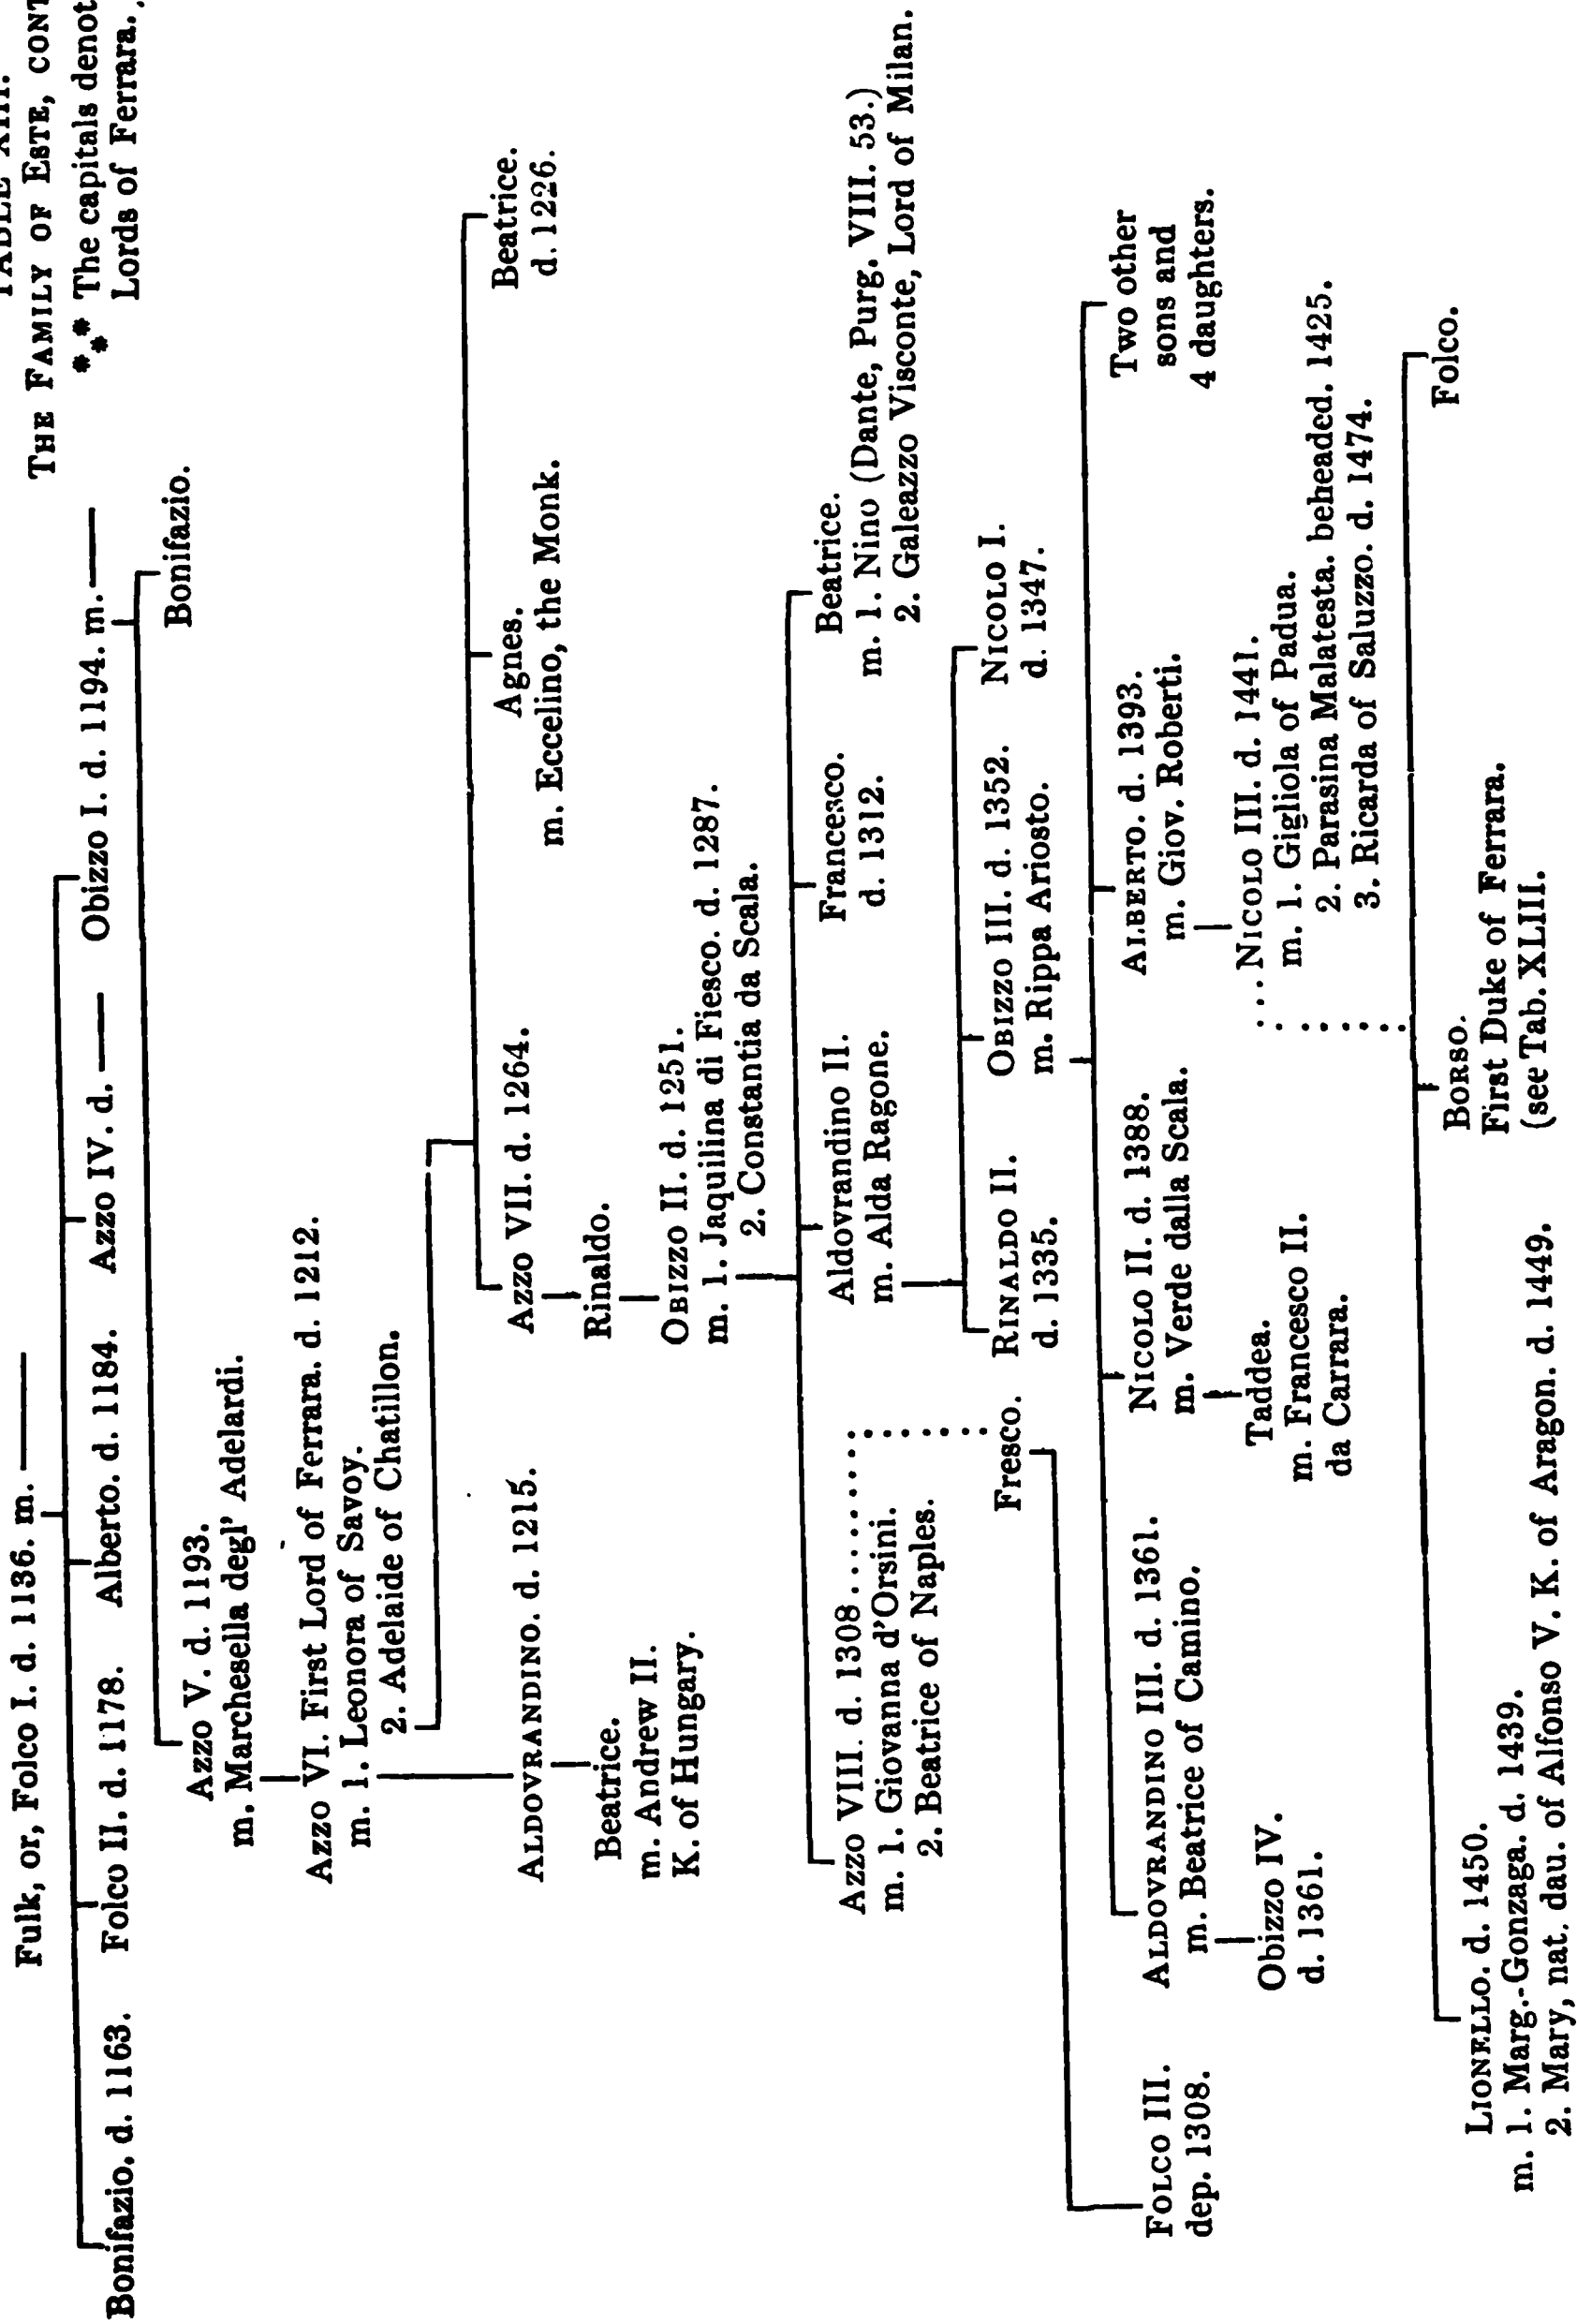 TABLE XLII.
THE FAMILY OF ESTE, CONT
*** The capitals denot
Lords of Ferrara.
Fulk, or, Folco I. d. 1136. m. ———
Bonifazio. d. 1163. Folco II. d. 1178. Alberto. d. 1184. Azzo IV. d. —— Obizzo I. d. 1194. m. ——
Azzo V. d. 1193. Bonifazio.
m. Marchesella degl' Adelardi.
Azzo VI. First Lord of Ferrara. d. 1212.
m. 1. Leonora of Savoy.
2. Adelaide of Chatillon.
ALDOVRANDINO. d. 1215. Azzo VII. d. 1264. Agnes. Beatrice.
m. Eccelino, the Monk. d. 1226.
Beatrice. Rinaldo.
m. Andrew II.
K. of Hungary.
OBIZZO II. d. 1251.
m. 1. Jaquilina di Fiesco. d. 1287.
2. Constantia da Scala.
Azzo VIII. d. 1308 Aldovrandino II. Francesco. Beatrice.
m. 1. Giovanna d'Orsini. m. Alda Ragone. d. 1312. m. 1. Nino (Dante, Purg. VIII. 53.)
2. Beatrice of Naples. 2. Galeazzo Visconte, Lord of Milan.
Fresco. RINALDO II. OBIZZO III. d. 1352. NICOLO I.
d. 1335. m. Rippa Ariosto. d. 1347.
FOLCO III. ALDOVRANDINO III. d. 1361. NICOLO II. d. 1388. ALBERTO. d. 1393. Two other
dep. 1308. m. Beatrice of Camino. m. Verde dalla Scala. m. Giov. Roberti. sons and
4 daughters.
Obizzo IV. Taddea. NICOLO III. d. 1441.
d. 1361. m. Francesco II. m. 1. Gigliola of Padua.
da Carrara. 2. Parasina Malatesta. beheaded. 1425.
3. Ricarda of Saluzzo. d. 1474.
LIONELLO. d. 1450. BORSO. Folco.
m. 1. Marg.-Gonzaga. d. 1439. First Duke of Ferrara.
2. Mary, nat. dau. of Alfonso V. K. of Aragon. d. 1449. (see Tab. XLIII.